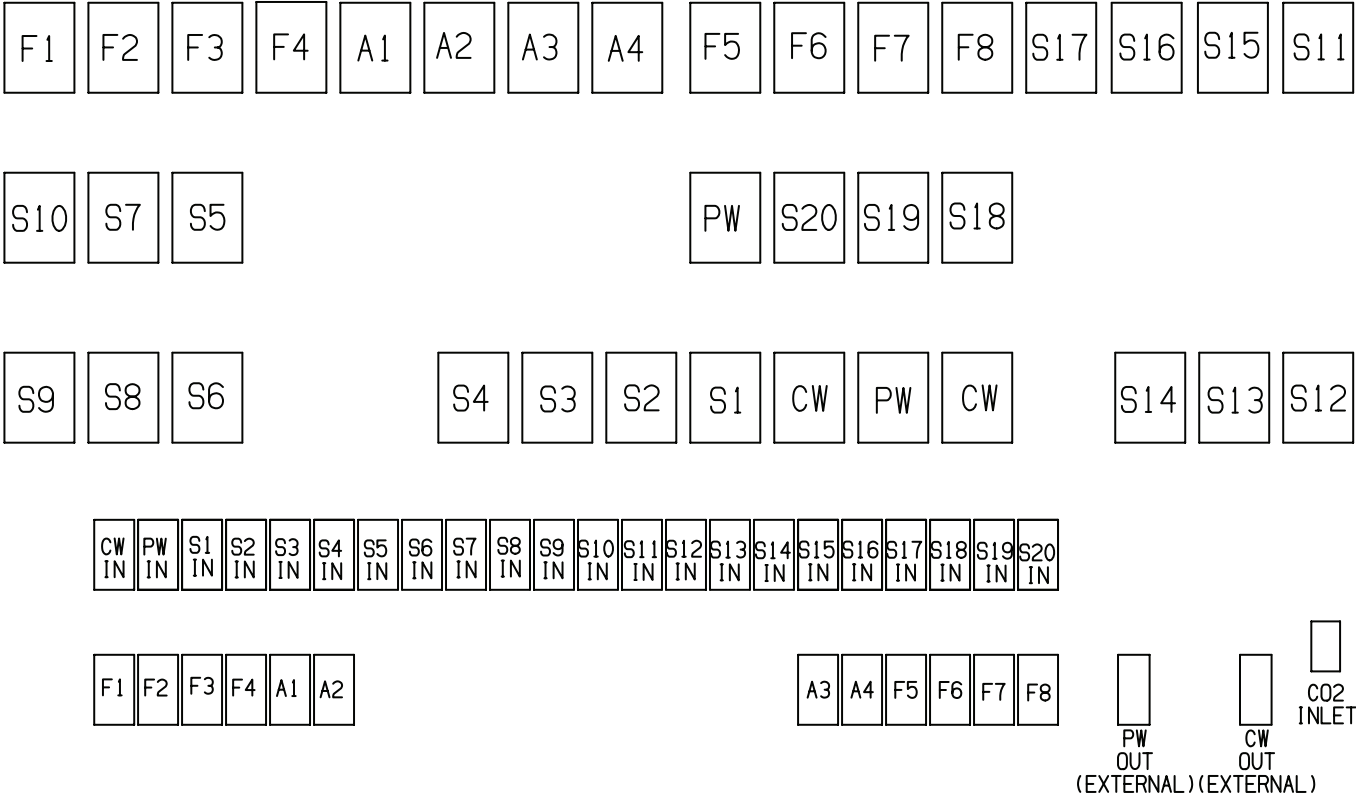 F1 F2 F3 F4 A1 A2 A3 A4 F5 F6 F7 F8 S17 S16 S15 S11
S10 S7 S5 PW S20 S19 S18
S9 S8 S6 S4 S3 S2 S1 CW PW CW S14 S13 S12
CW PW S1 S2 S3 S4 S5 S6 S7 S8 S9 S10 S11 S12 S13 S14 S15 S16 S17 S18 S19 S20
IN IN IN IN IN IN IN IN IN IN IN IN IN IN IN IN IN IN IN IN IN IN
F1 F2 F3 F4 A1 A2 A3 A4 F5 F6 F7 F8
CO2
INLET
PW
OUT
(EXTERNAL)
CW
OUT
(EXTERNAL)